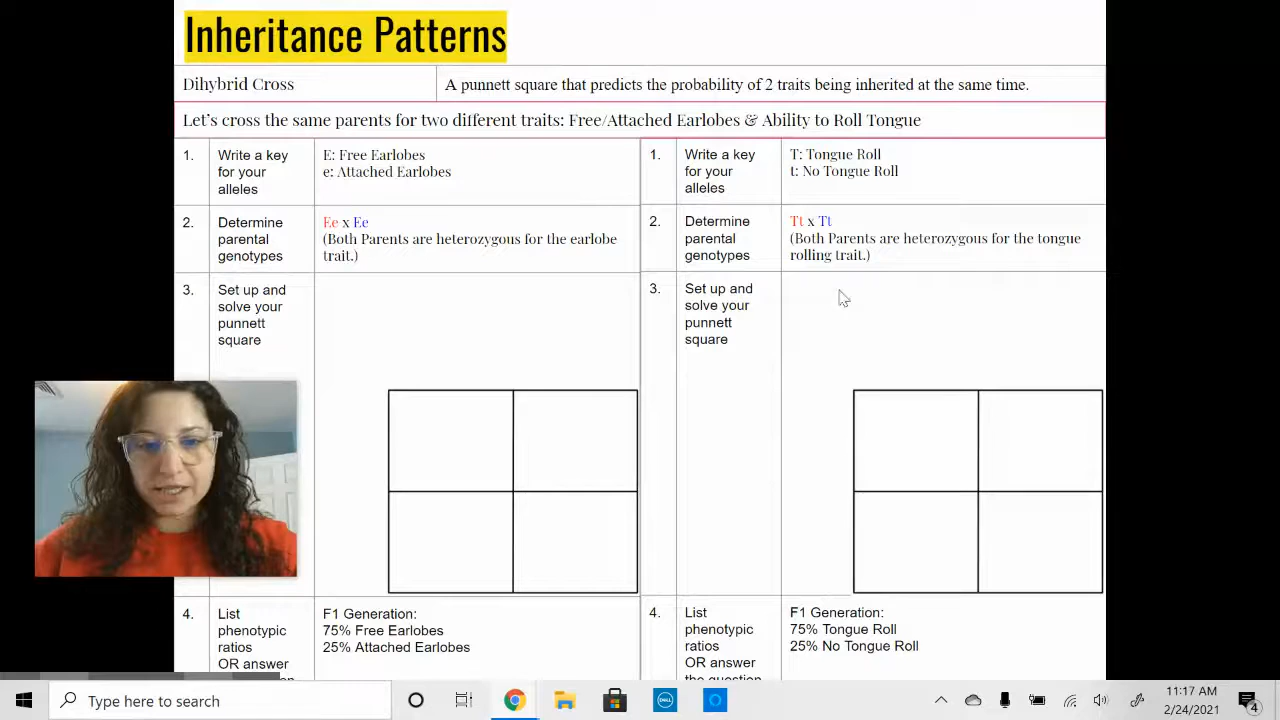 Inheritance Patterns
Dihybrid Cross
A punnett square that predicts the probability of 2 traits being inherited at the same time.
Let's cross the same parents for two different traits: Free/Attached Earlobes & Ability to Roll Tongue
1.
Write a key
for your
alleles
E: Free Earlobes
e: Attached Earlobes
1.
Write a key
for your
alleles
T: Tongue Roll
t: No Tongue Roll
2.
Determine
parental
genotypes
Ee x Ee
(Both Parents are heterozygous for the earlobe
trait.)
2.
Determine
parental
genotypes
Tt x Tt
(Both Parents are heterozygous for the tongue
rolling trait.)
3.
Set up and
solve your
punnett
square
3.
Set up and
solve your
punnett
square
4.
List
phenotypic
ratios
OR answer
F1 Generation:
75% Free Earlobes
25% Attached Earlobes
4.
List
phenotypic
ratios
OR answer
the question
F1 Generation:
75% Tongue Roll
25% No Tongue Roll
Type here to search
DELL
11:17 AM
2/24/2021
4